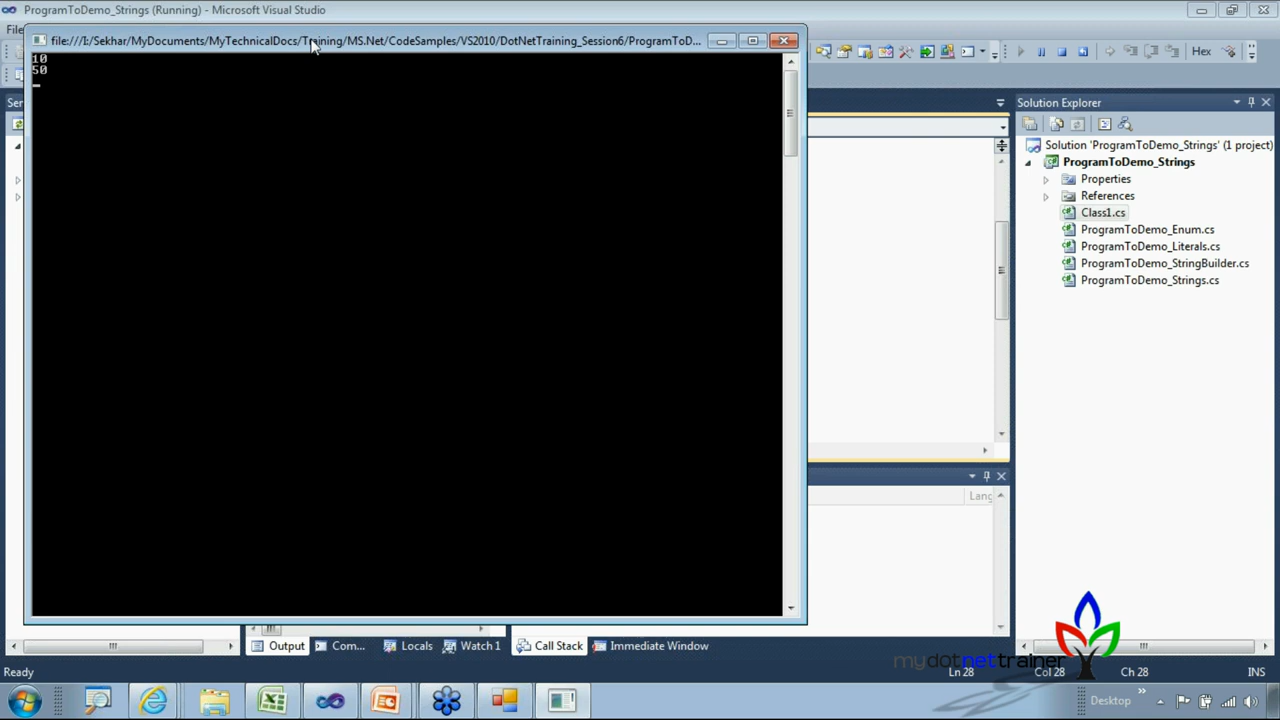 ProgramToDemo_Strings (Running) - Microsoft Visual Studio
File
file:///I:/Sekhar/MyDocuments/MyTechnicalDocs/Training/MS.Net/CodeSamples/VS2010/DotNetTraining_Session6/ProgramToD...
Hex
10
50
Ser
Solution Explorer
Solution 'ProgramToDemo_Strings' (1 project)
ProgramToDemo_Strings
Properties
References
Class1.cs
ProgramToDemo_Enum.cs
ProgramToDemo_Literals.cs
ProgramToDemo_StringBuilder.cs
ProgramToDemo_Strings.cs
Lang
Output
Com...
Locals
Watch 1
Call Stack
Immediate Window
mydotnettrainer
Ready
Ln 28
Col 28
Ch 28
INS
Desktop